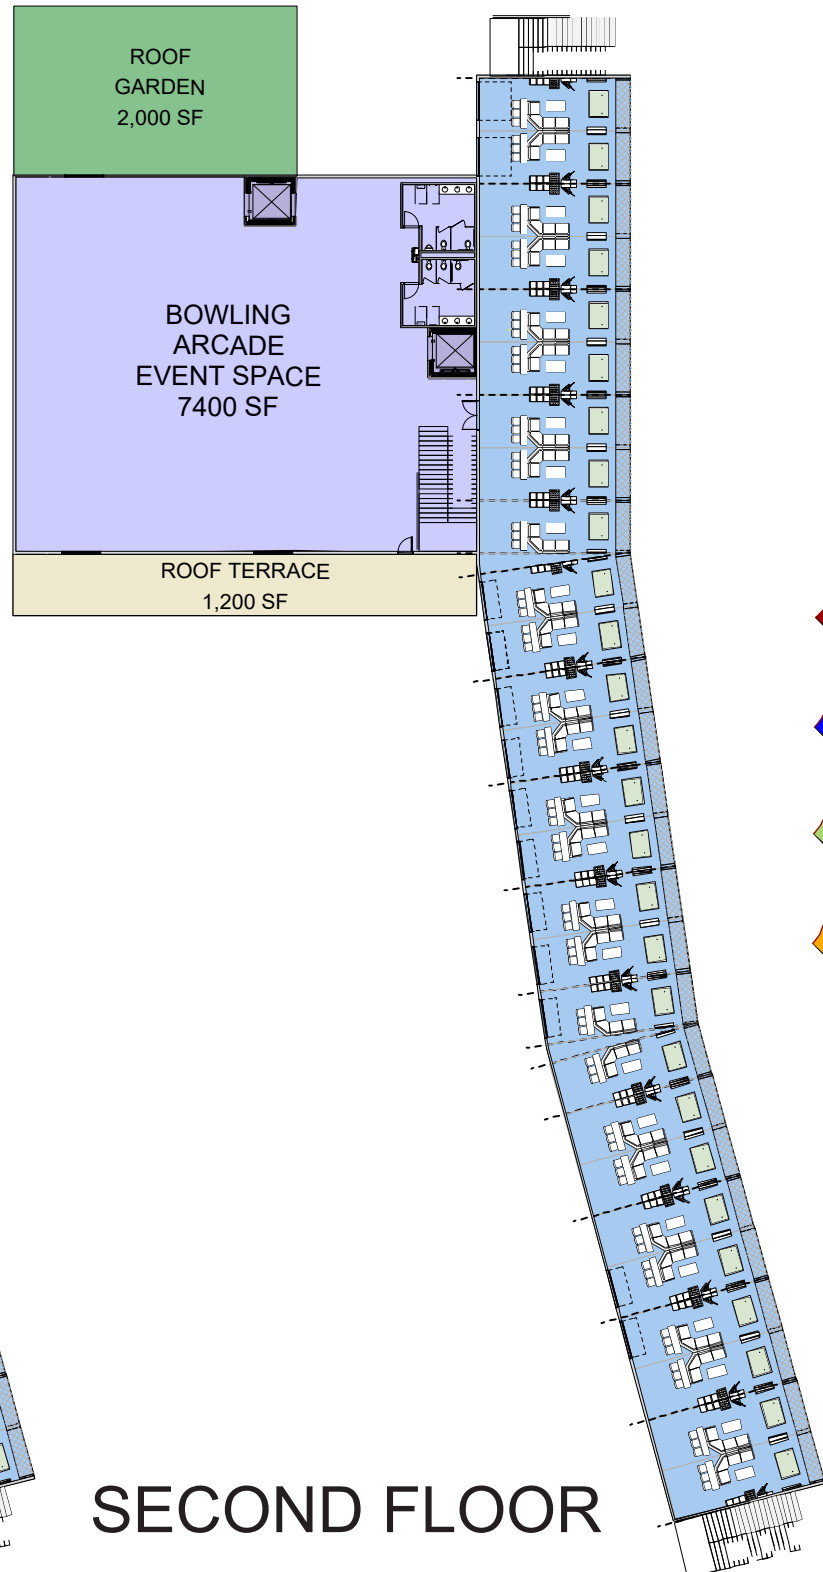 ROOF
GARDEN
2,000 SF
BOWLING
ARCADE
EVENT SPACE
7400 SF
ROOF TERRACE
1,200 SF
SECOND FLOOR